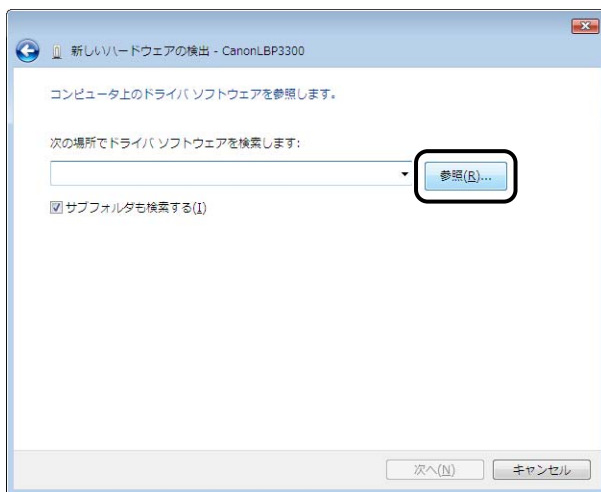 新しいハードウェアの検出 - CanonLBP3300
コンピュータ上のドライバ ソフトウェアを参照します。
次の場所でドライバ ソフトウェアを検索します:
参照(R)...
サブフォルダも検索する(I)
次へ(N) キャンセル